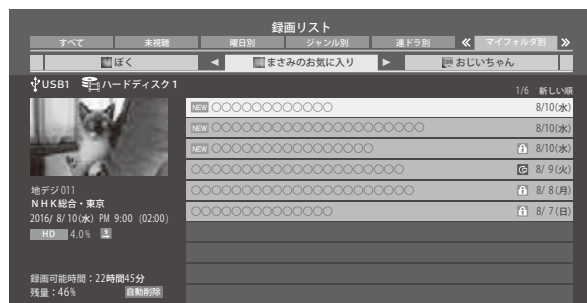 録画リスト
すべて 未視聴 曜日別 ジャンル別 連ドラ別 マイフォルダ別
ぼく まさみのお気に入り おじいちゃん
USB1 ハードディスク1
1/6 新しい順
NEW 〇〇〇〇〇〇〇〇〇〇〇〇 8/10(水)
NEW 〇〇〇〇〇〇〇〇〇〇〇〇〇〇〇〇〇〇〇〇〇 8/10(水)
NEW 〇〇〇〇〇〇〇〇〇〇〇〇〇〇〇〇 8/10(水)
〇〇〇〇〇〇〇〇〇〇〇〇〇〇〇〇〇〇〇〇〇 8/ 9(火)
〇〇〇〇〇〇〇〇〇〇〇〇〇〇〇〇〇〇〇〇〇〇 8/ 8(月)
〇〇〇〇〇〇〇〇〇〇〇〇〇〇 8/ 7(日)
地デジ011
NHK総合・東京
2016/ 8/10(水) PM 9:00 (02:00)
HD 4.0%
録画可能時間：22時間45分
残量：46% 自動削除